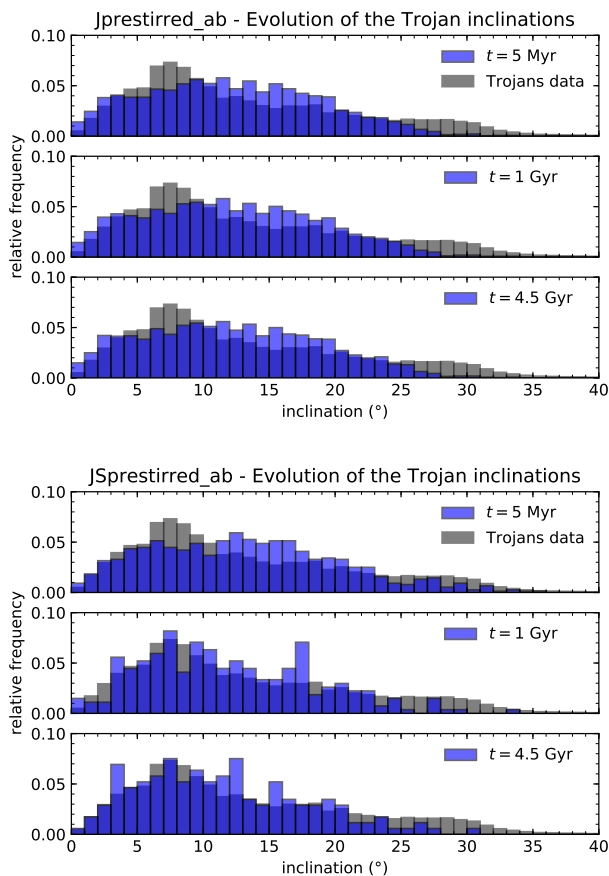 Jprestirred_ab - Evolution of the Trojan inclinations
0.10
0.05
0.00
t = 5 Myr
Trojans data
0.10
0.05
0.00
t = 1 Gyr
relative frequency
0.10
0.05
0.00
t = 4.5 Gyr
0 5 10 15 20 25 30 35 40
inclination (°)
JSprestirred_ab - Evolution of the Trojan inclinations
0.10
0.05
0.00
t = 5 Myr
Trojans data
0.10
0.05
0.00
t = 1 Gyr
relative frequency
0.10
0.05
0.00
t = 4.5 Gyr
0 5 10 15 20 25 30 35 40
inclination (°)